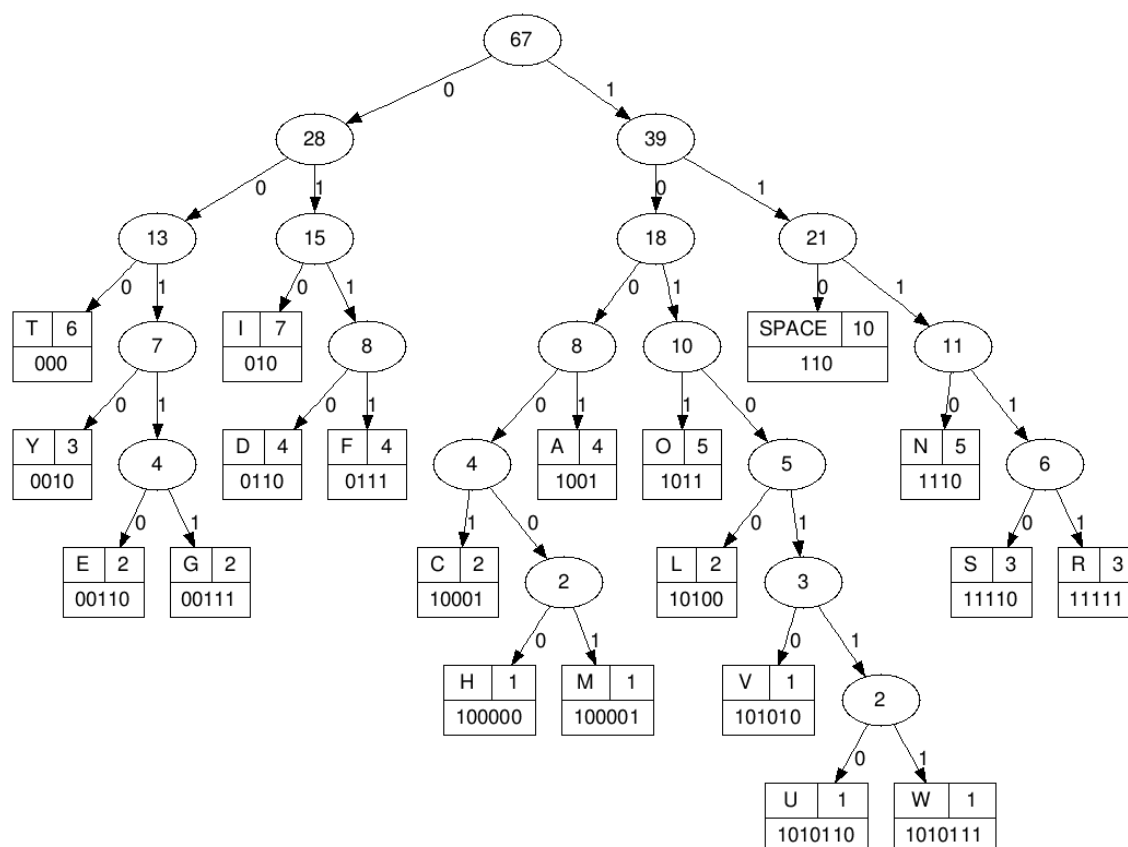 67
0 1
28 39
0 1 0 1
13 15 18 21
0 1 0 1 0 1 0 1
T 6 I 7 SPACE 10
000 7 010 8 8 10 110 11
0 1 0 1 0 1 1 0 0 1
Y 3 D 4 F 4 A 4 O 5 N 5
0010 4 0110 0111 4 1001 1011 5 1110 6
0 1 1 0 0 1 0 1
E 2 G 2 C 2 L 2 S 3 R 3
00110 00111 10001 2 10100 3 11110 11111
0 1 0 1
H 1 M 1 V 1
100000 100001 101010 2
0 1
U 1 W 1
1010110 1010111